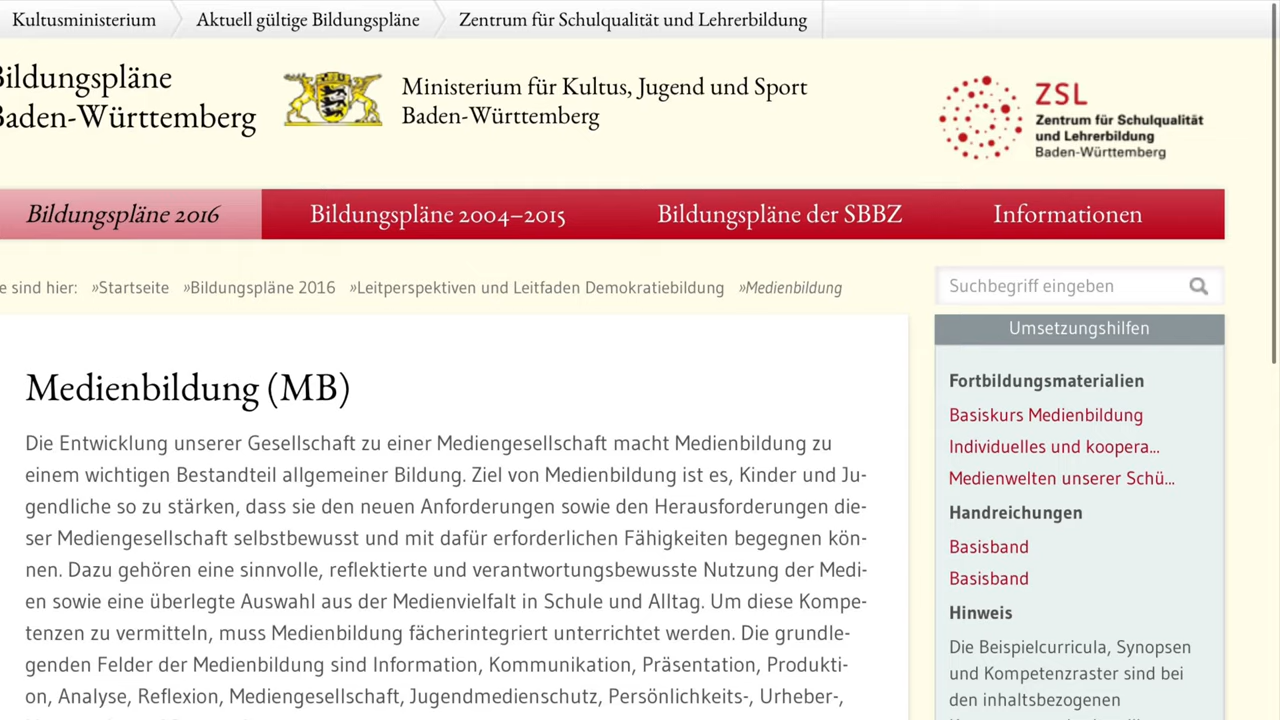 Kultusministerium Aktuell gültige Bildungspläne Zentrum für Schulqualität und Lehrerbildung
Bildungspläne
Baden-Württemberg
Ministerium für Kultus, Jugend und Sport
Baden-Württemberg
ZSL
Zentrum für Schulqualität
und Lehrerbildung
Baden-Württemberg
Bildungspläne 2016 Bildungspläne 2004–2015 Bildungspläne der SBBZ Informationen
e sind hier: »Startseite »Bildungspläne 2016 »Leitperspektiven und Leitfaden Demokratiebildung »Medienbildung
Suchbegriff eingeben
Medienbildung (MB)
Die Entwicklung unserer Gesellschaft zu einer Mediengesellschaft macht Medienbildung zu
einem wichtigen Bestandteil allgemeiner Bildung. Ziel von Medienbildung ist es, Kinder und Ju-
gendliche so zu stärken, dass sie den neuen Anforderungen sowie den Herausforderungen die-
ser Mediengesellschaft selbstbewusst und mit dafür erforderlichen Fähigkeiten begegnen kön-
nen. Dazu gehören eine sinnvolle, reflektierte und verantwortungsbewusste Nutzung der Medi-
en sowie eine überlegte Auswahl aus der Medienvielfalt in Schule und Alltag. Um diese Kompe-
tenzen zu vermitteln, muss Medienbildung fächerintegriert unterrichtet werden. Die grundle-
genden Felder der Medienbildung sind Information, Kommunikation, Präsentation, Produkti-
on, Analyse, Reflexion, Mediengesellschaft, Jugendmedienschutz, Persönlichkeits-, Urheber-,
Umsetzungshilfen
Fortbildungsmaterialien
Basiskurs Medienbildung
Individuelles und koopera...
Medienwelten unserer Schü...
Handreichungen
Basisband
Basisband
Hinweis
Die Beispielcurricula, Synopsen
und Kompetenzraster sind bei
den inhaltsbezogenen